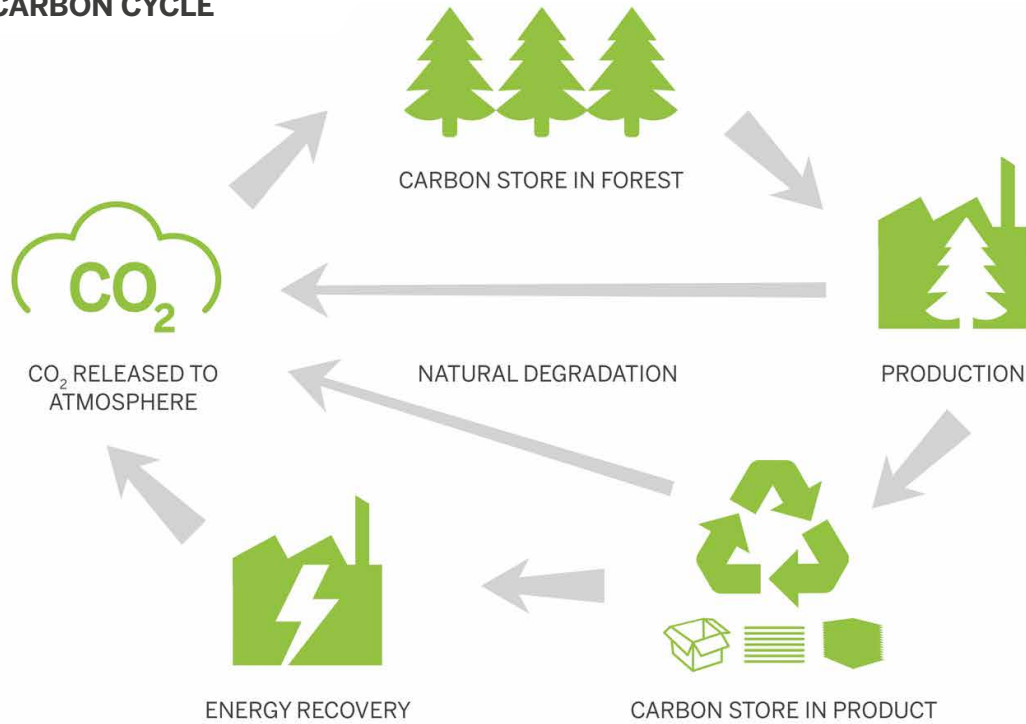 CARBON CYCLE
CARBON STORE IN FOREST
CO₂
CO₂ RELEASED TO
ATMOSPHERE
NATURAL DEGRADATION
PRODUCTION
ENERGY RECOVERY
CARBON STORE IN PRODUCT